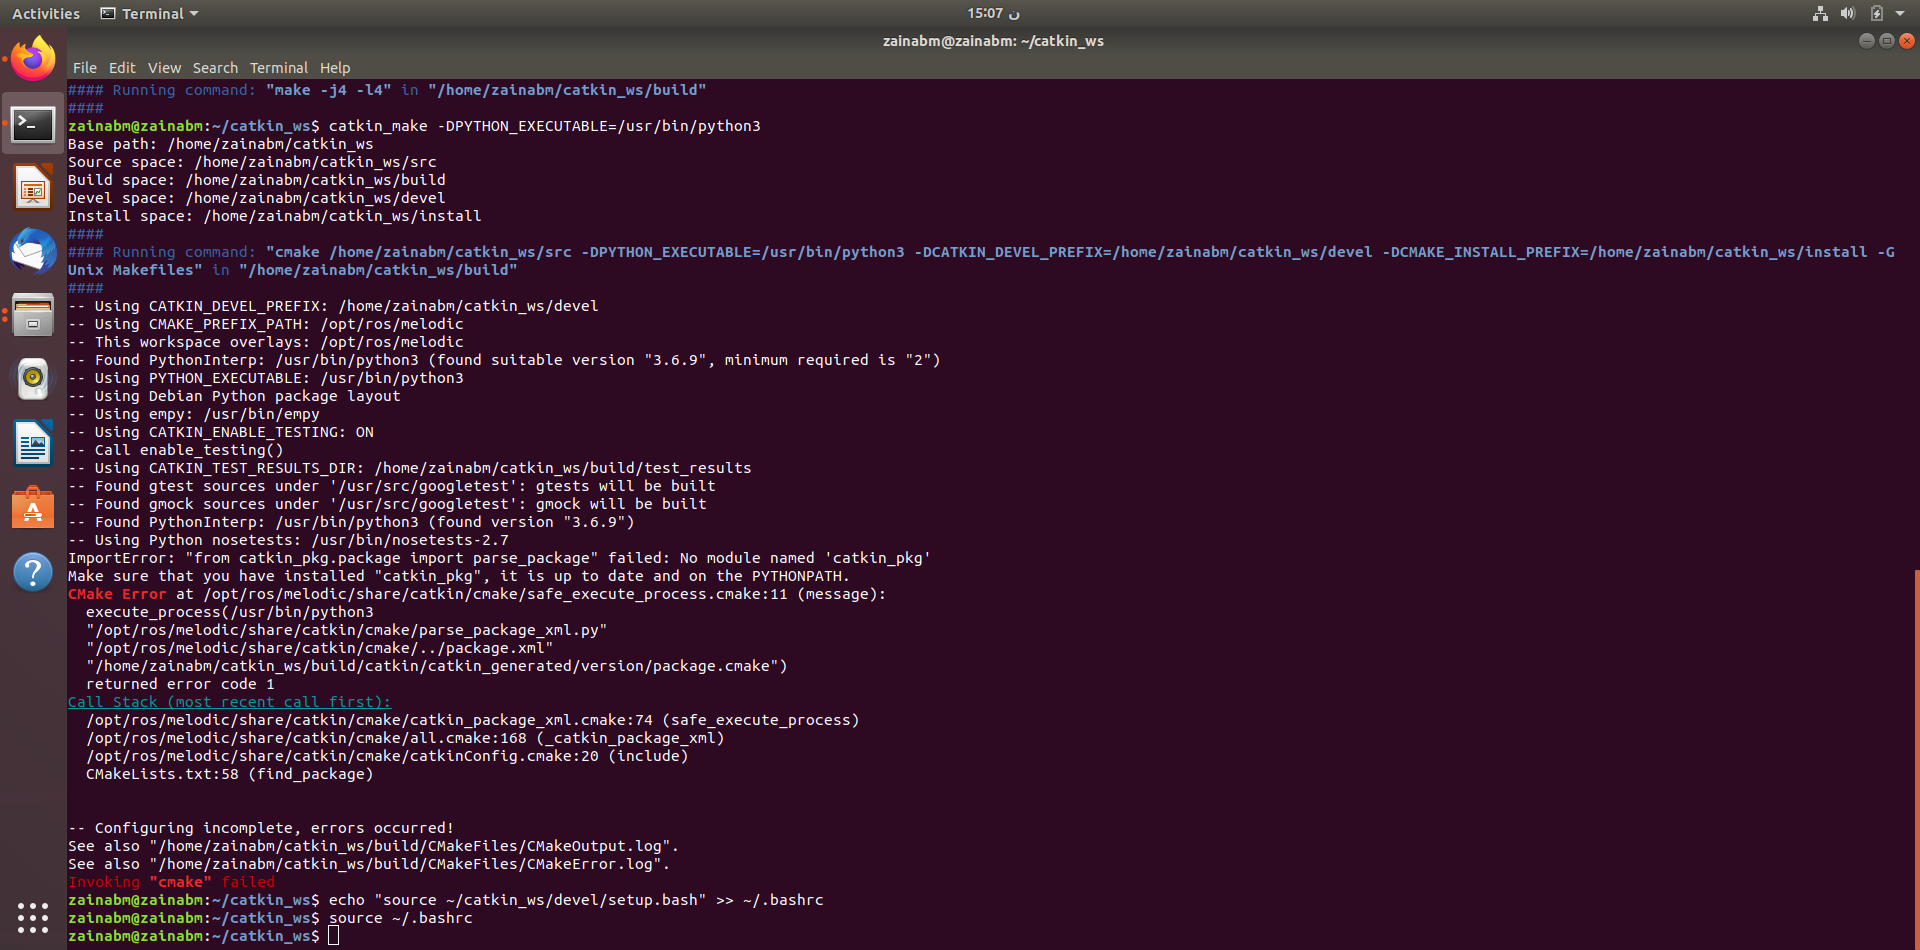 Activities Terminal 15:07 ن
zainabm@zainabm: ~/catkin_ws
File Edit View Search Terminal Help
#### Running command: "make -j4 -l4" in "/home/zainabm/catkin_ws/build"
####
zainabm@zainabm:~/catkin_ws$ catkin_make -DPYTHON_EXECUTABLE=/usr/bin/python3
Base path: /home/zainabm/catkin_ws
Source space: /home/zainabm/catkin_ws/src
Build space: /home/zainabm/catkin_ws/build
Devel space: /home/zainabm/catkin_ws/devel
Install space: /home/zainabm/catkin_ws/install
####
#### Running command: "cmake /home/zainabm/catkin_ws/src -DPYTHON_EXECUTABLE=/usr/bin/python3 -DCATKIN_DEVEL_PREFIX=/home/zainabm/catkin_ws/devel -DCMAKE_INSTALL_PREFIX=/home/zainabm/catkin_ws/install -G
Unix Makefiles" in "/home/zainabm/catkin_ws/build"
####
-- Using CATKIN_DEVEL_PREFIX: /home/zainabm/catkin_ws/devel
-- Using CMAKE_PREFIX_PATH: /opt/ros/melodic
-- This workspace overlays: /opt/ros/melodic
-- Found PythonInterp: /usr/bin/python3 (found suitable version "3.6.9", minimum required is "2")
-- Using PYTHON_EXECUTABLE: /usr/bin/python3
-- Using Debian Python package layout
-- Using empy: /usr/bin/empy
-- Using CATKIN_ENABLE_TESTING: ON
-- Call enable_testing()
-- Using CATKIN_TEST_RESULTS_DIR: /home/zainabm/catkin_ws/build/test_results
-- Found gtest sources under '/usr/src/googletest': gtests will be built
-- Found gmock sources under '/usr/src/googletest': gmock will be built
-- Found PythonInterp: /usr/bin/python3 (found version "3.6.9")
-- Using Python nosetests: /usr/bin/nosetests-2.7
ImportError: "from catkin_pkg.package import parse_package" failed: No module named 'catkin_pkg'
Make sure that you have installed "catkin_pkg", it is up to date and on the PYTHONPATH.
CMake Error at /opt/ros/melodic/share/catkin/cmake/safe_execute_process.cmake:11 (message):
  execute_process(/usr/bin/python3
  "/opt/ros/melodic/share/catkin/cmake/parse_package_xml.py"
  "/opt/ros/melodic/share/catkin/cmake/../package.xml"
  "/home/zainabm/catkin_ws/build/catkin/catkin_generated/version/package.cmake")
  returned error code 1
Call Stack (most recent call first):
  /opt/ros/melodic/share/catkin/cmake/catkin_package_xml.cmake:74 (safe_execute_process)
  /opt/ros/melodic/share/catkin/cmake/all.cmake:168 (_catkin_package_xml)
  /opt/ros/melodic/share/catkin/cmake/catkinConfig.cmake:20 (include)
  CMakeLists.txt:58 (find_package)
-- Configuring incomplete, errors occurred!
See also "/home/zainabm/catkin_ws/build/CMakeFiles/CMakeOutput.log".
See also "/home/zainabm/catkin_ws/build/CMakeFiles/CMakeError.log".
Invoking "cmake" failed
zainabm@zainabm:~/catkin_ws$ echo "source ~/catkin_ws/devel/setup.bash" >> ~/.bashrc
zainabm@zainabm:~/catkin_ws$ source ~/.bashrc
zainabm@zainabm:~/catkin_ws$